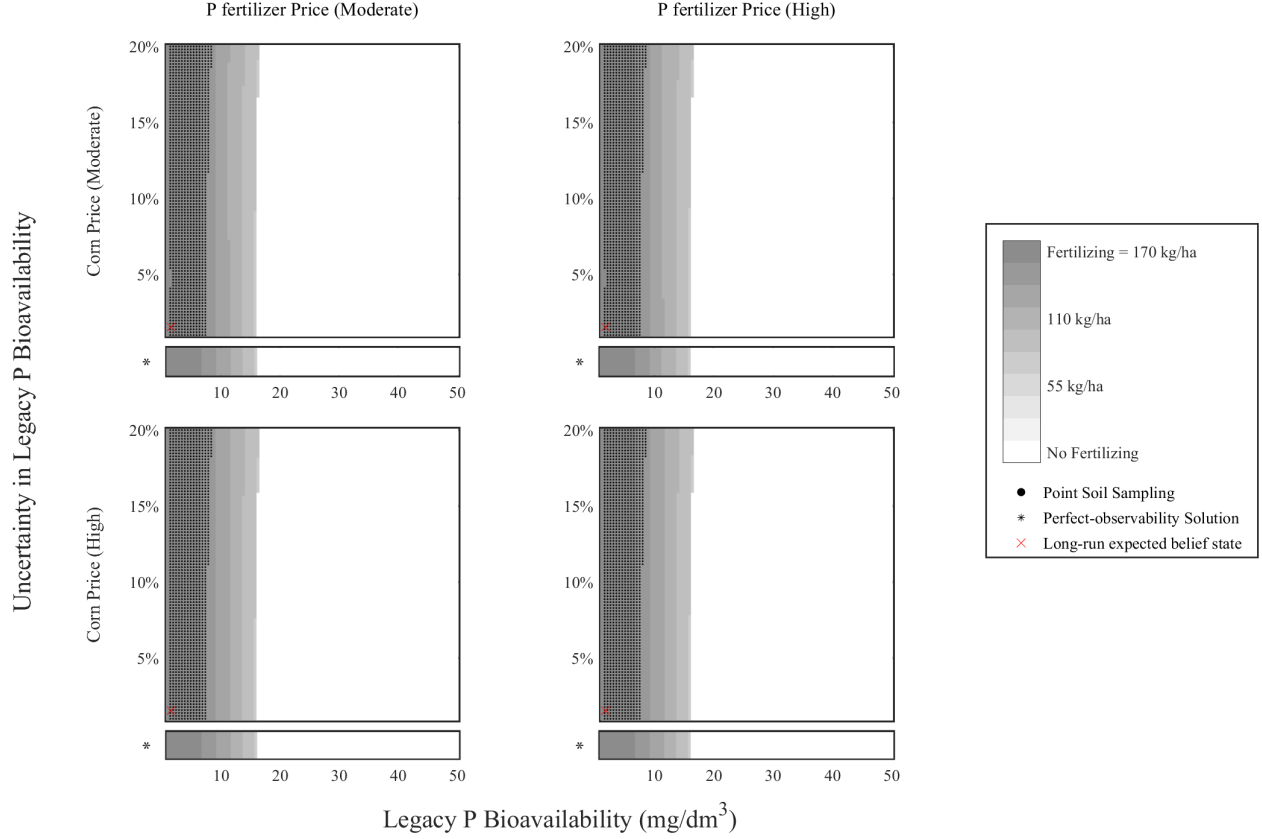 P fertilizer Price (Moderate)
P fertilizer Price (High)
Uncertainty in Legacy P Bioavailability
Corn Price (Moderate)
20%
15%
10%
5%
*
10 20 30 40 50
20%
15%
10%
5%
*
10 20 30 40 50
Corn Price (High)
20%
15%
10%
5%
*
10 20 30 40 50
20%
15%
10%
5%
*
10 20 30 40 50
Legacy P Bioavailability (mg/dm³)
Fertilizing = 170 kg/ha
110 kg/ha
55 kg/ha
No Fertilizing
Point Soil Sampling
* Perfect-observability Solution
Long-run expected belief state